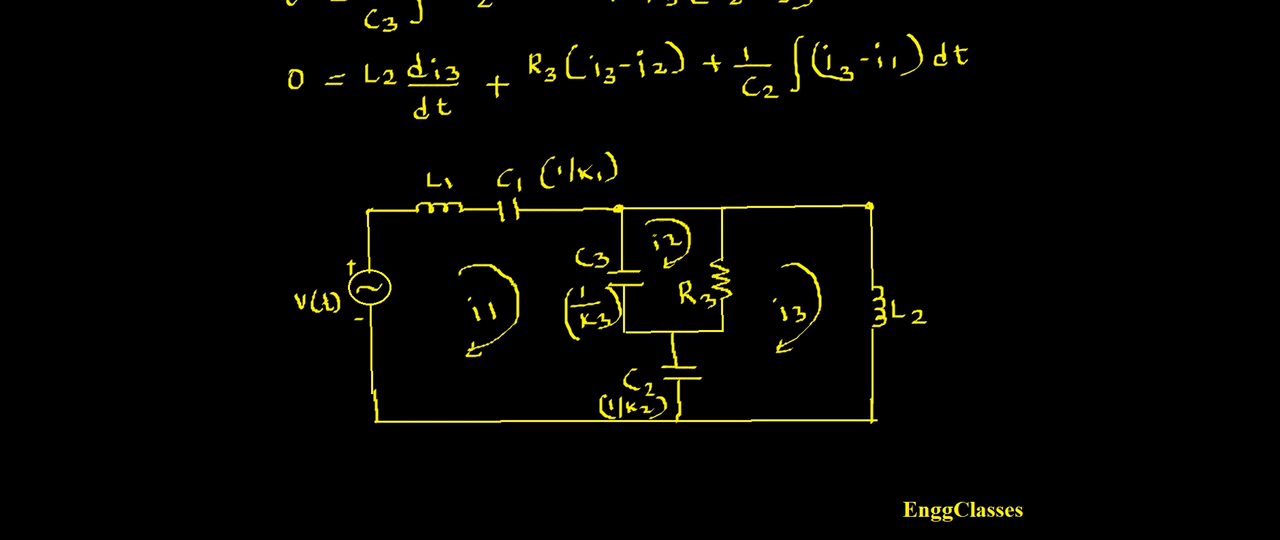 C3
0 = L2 di3/dt + R3(i3-i2) + 1/C2 ∫(i3-i1)dt
L1 C1 (1/K1)
i2
C3
V(t) + -
i1
(1/K3)
R3
i3
L2
C2
(1/K2)
EnggClasses